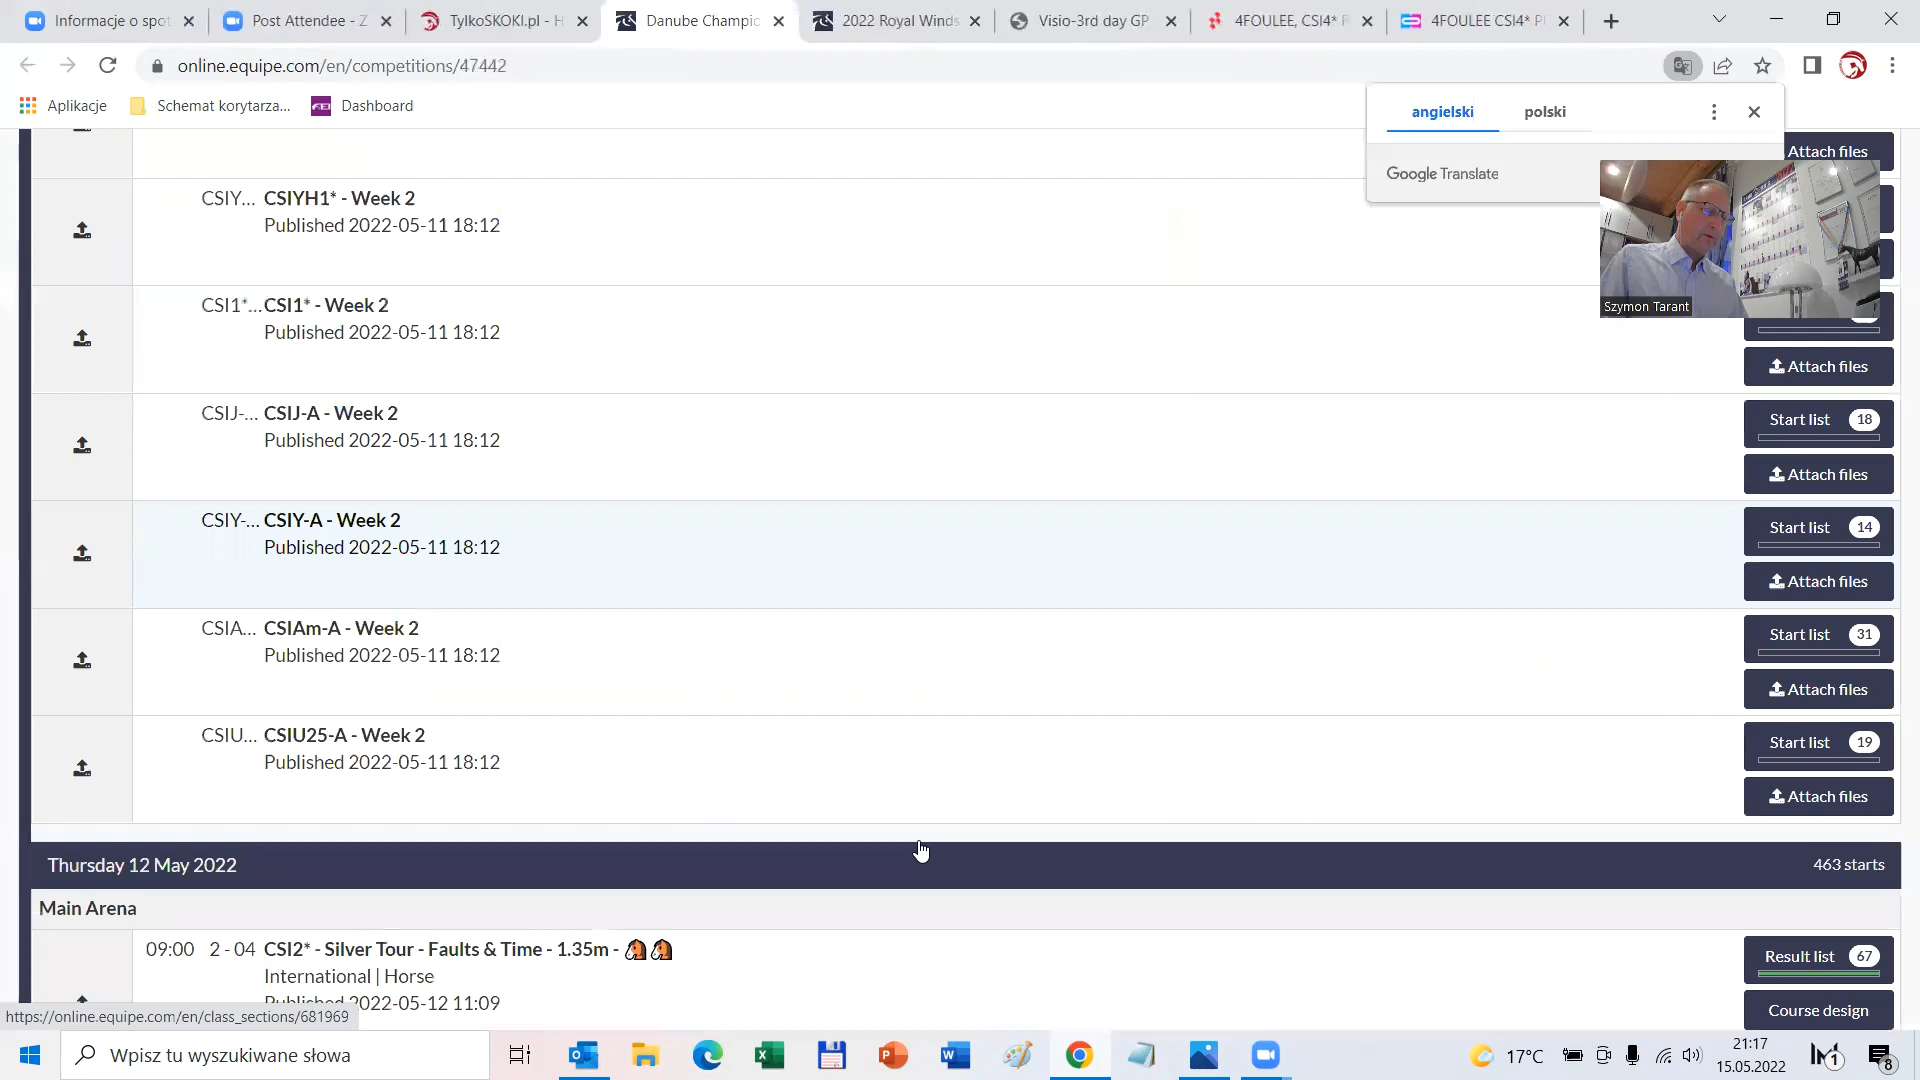 Informacje o spot
Post Attendee - Z
TylkoSKOKI.pl - H
Danube Champic
2022 Royal Winds
Visio-3rd day GP
4FOULEE, CSI4* P
4FOULEE CSI4* Pl
online.equipe.com/en/competitions/47442
Aplikacje
Schemat korytarza...
Dashboard
angielski
polski
Google Translate
Attach files
CSIY... CSIYH1* - Week 2
Published 2022-05-11 18:12
Szymon Tarant
CSI1*... CSI1* - Week 2
Published 2022-05-11 18:12
Attach files
CSIJ-... CSIJ-A - Week 2
Published 2022-05-11 18:12
Start list 18
Attach files
CSIY-... CSIY-A - Week 2
Published 2022-05-11 18:12
Start list 14
Attach files
CSIA... CSIAm-A - Week 2
Published 2022-05-11 18:12
Start list 31
Attach files
CSIU... CSIU25-A - Week 2
Published 2022-05-11 18:12
Start list 19
Attach files
Thursday 12 May 2022
463 starts
Main Arena
09:00 2 - 04 CSI2* - Silver Tour - Faults & Time - 1.35m -
International | Horse
Published 2022-05-12 11:09
Result list 67
Course design
https://online.equipe.com/en/class_sections/681969
Wpisz tu wyszukiwane słowa
17°C
21:17
15.05.2022
1
8